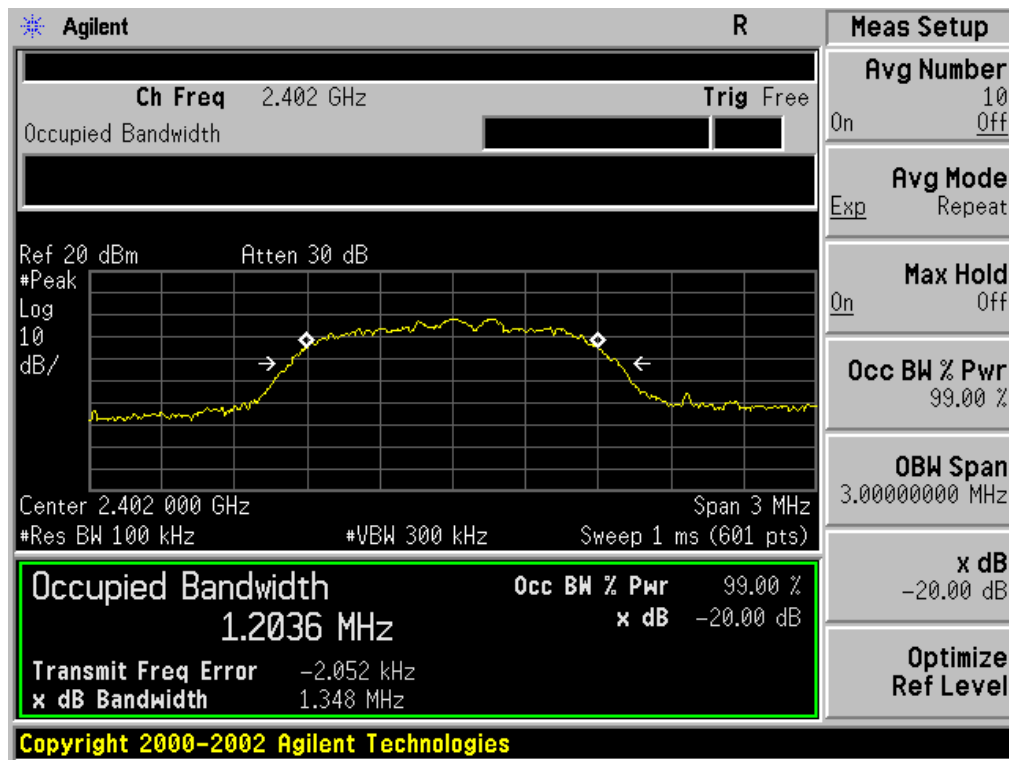 Agilent R Meas Setup
Ch Freq 2.402 GHz Trig Free
Occupied Bandwidth
Ref 20 dBm Atten 30 dB
#Peak
Log
10
dB/
Center 2.402 000 GHz Span 3 MHz
#Res BW 100 kHz #VBW 300 kHz Sweep 1 ms (601 pts)
Occupied Bandwidth Occ BW % Pwr 99.00 %
1.2036 MHz x dB -20.00 dB
Transmit Freq Error -2.052 kHz
x dB Bandwidth 1.348 MHz
Copyright 2000-2002 Agilent Technologies
Avg Number
10
On Off
Avg Mode
Exp Repeat
Max Hold
On Off
Occ BW % Pwr
99.00 %
OBW Span
3.00000000 MHz
x dB
-20.00 dB
Optimize
Ref Level